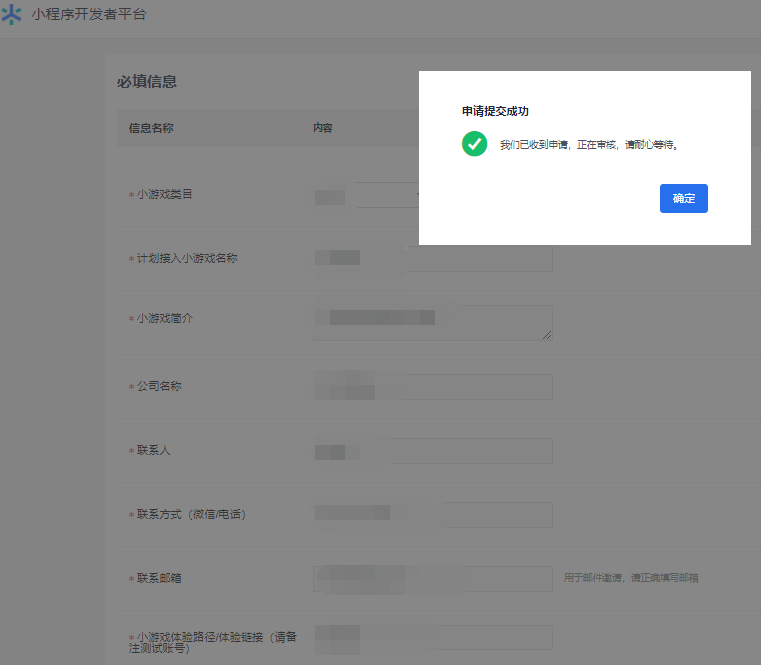 小程序开发者平台
必填信息
申请提交成功
信息名称 内容
我们已收到申请，正在审核，请耐心等待。
* 小游戏类目
确定
* 计划接入小游戏名称
* 小游戏简介
* 公司名称
* 联系人
* 联系方式（微信/电话）
* 联系邮箱 用于邮件邀请，请正确填写邮箱
* 小游戏体验路径/体验链接（请备
注测试账号）